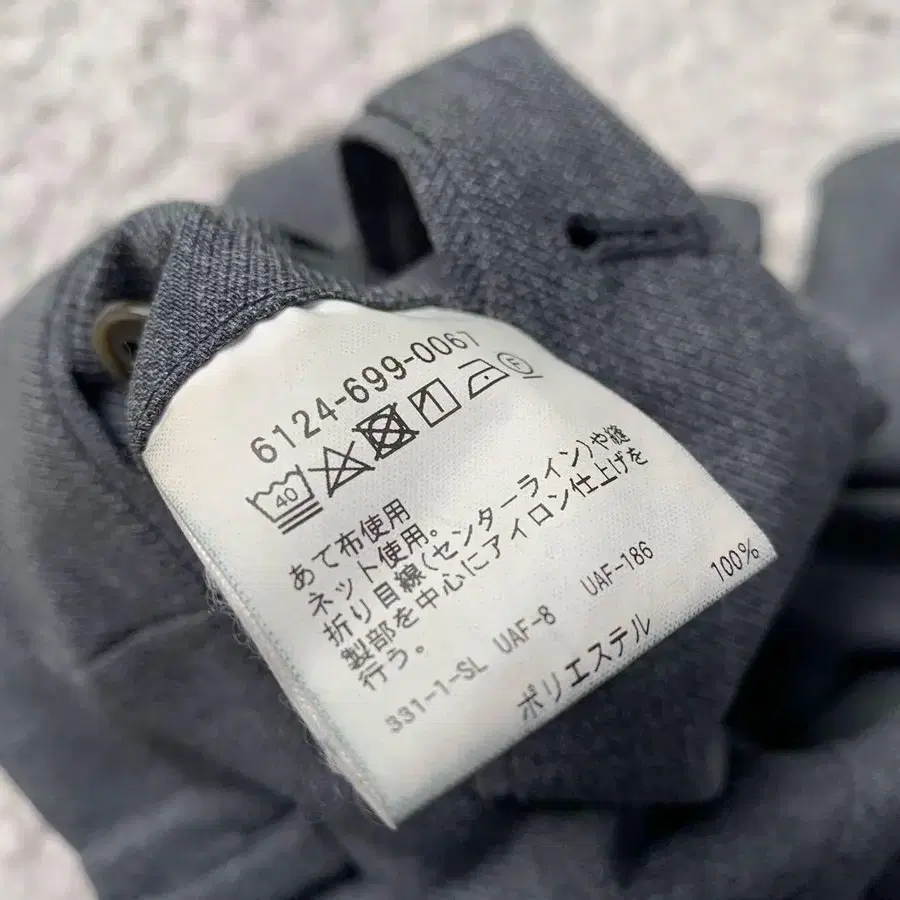 6124-699-0067
40
あて布使用
ネット使用。
折り目線(センターライン)や縫
製部を中心にアイロン仕上げを
行う。
331-1-SL UAF-8 UAF-186
ポリエステル 100%